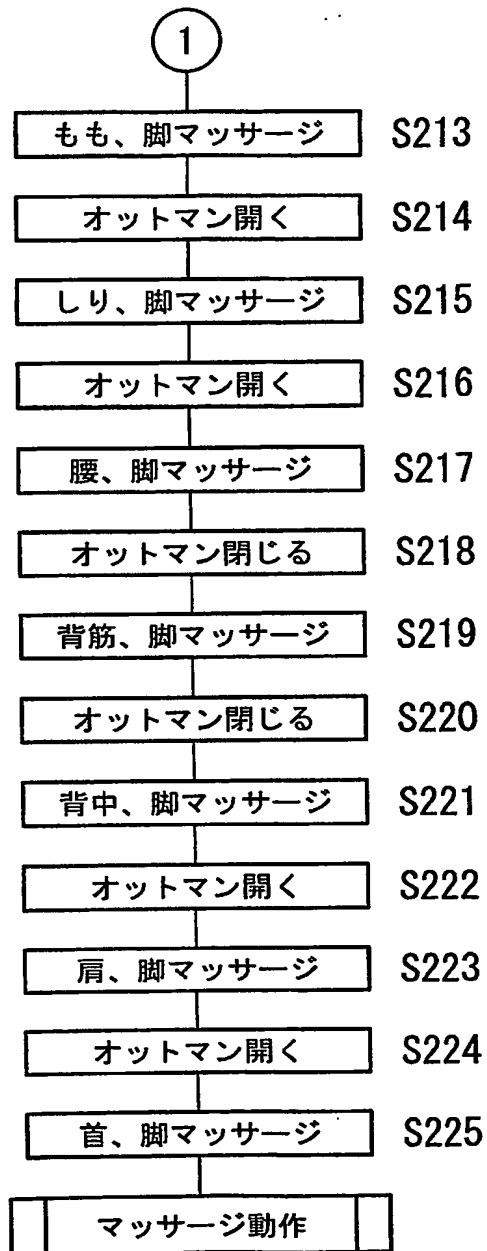 1
もも、脚マッサージ S213
オットマン開く S214
しり、脚マッサージ S215
オットマン開く S216
腰、脚マッサージ S217
オットマン閉じる S218
背筋、脚マッサージ S219
オットマン閉じる S220
背中、脚マッサージ S221
オットマン開く S222
肩、脚マッサージ S223
オットマン開く S224
首、脚マッサージ S225
マッサージ動作